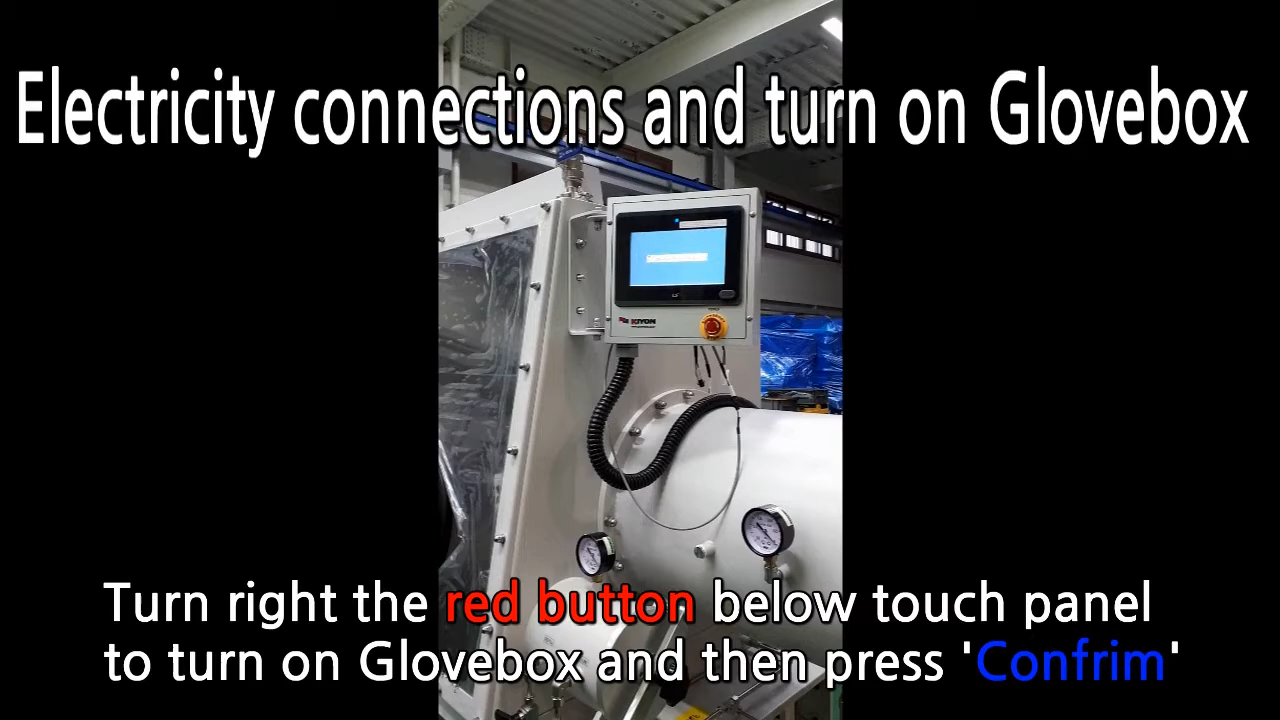 Electricity connections and turn on Glovebox
KIYON
Turn right the red button below touch panel
to turn on Glovebox and then press 'Confrim'